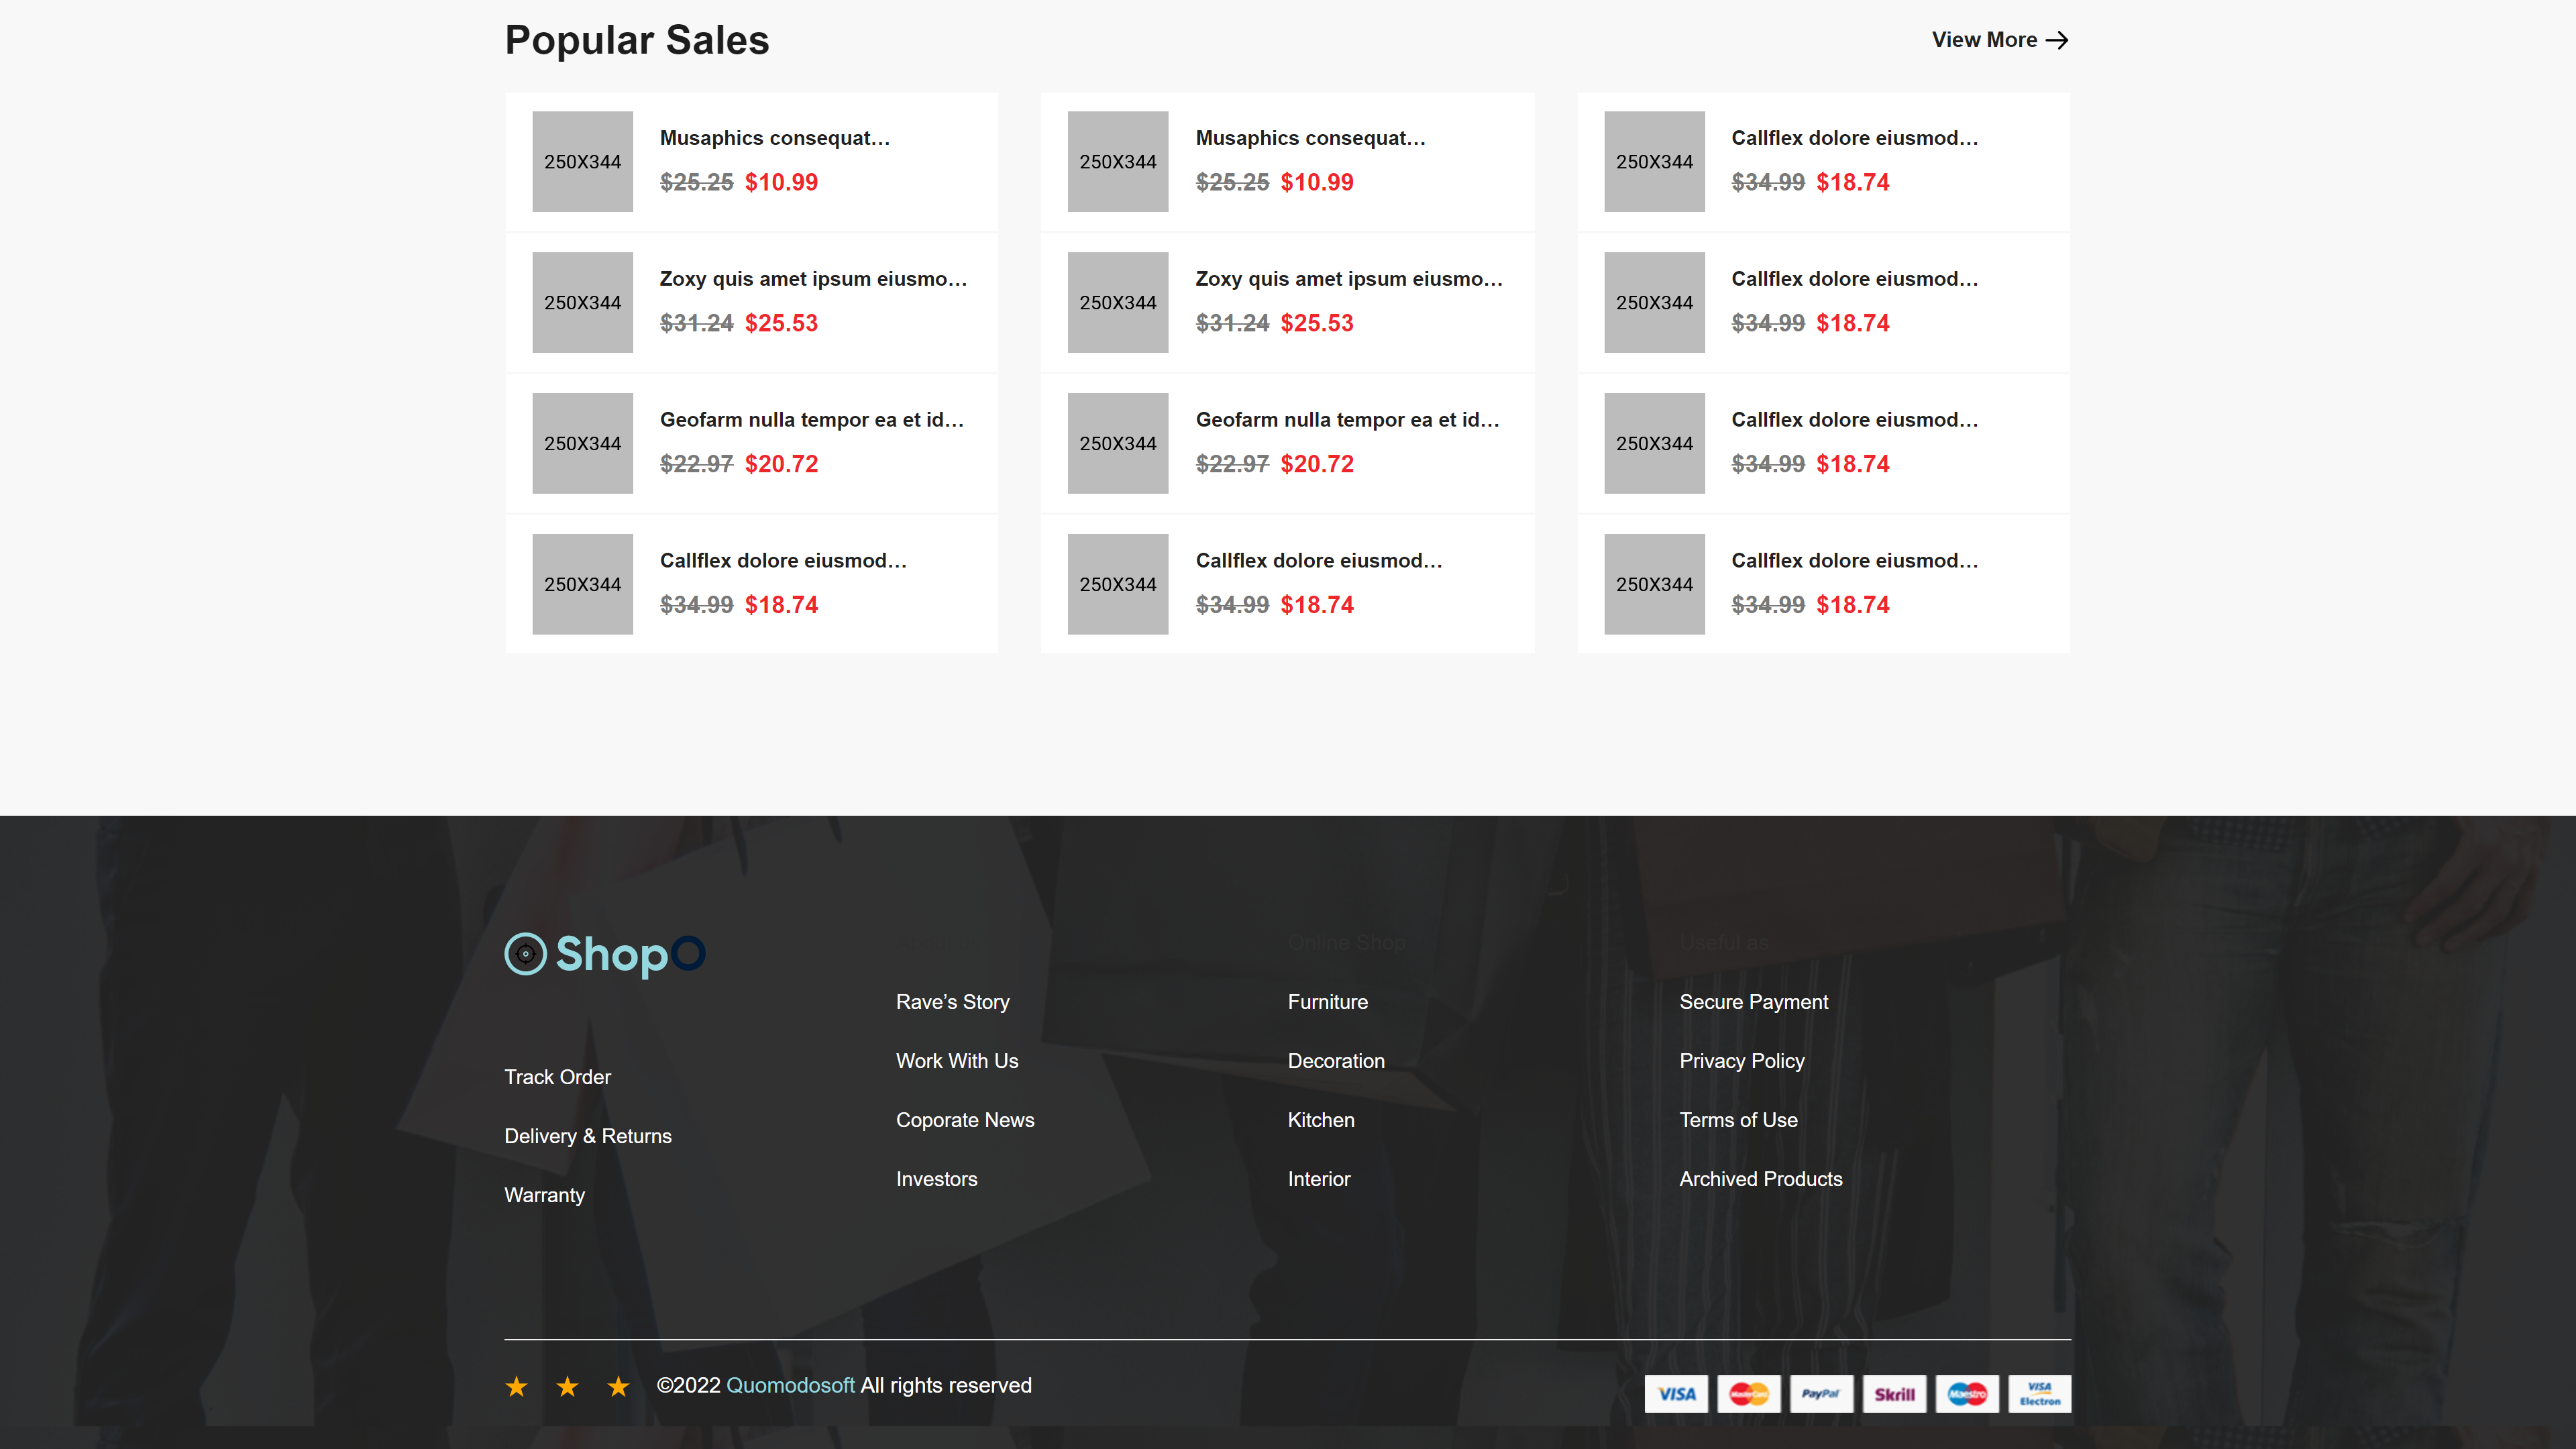 Popular Sales
View More
250X344
Musaphics consequat...
$25.25 $10.99
250X344
Musaphics consequat...
$25.25 $10.99
250X344
Callflex dolore eiusmod...
$34.99 $18.74
250X344
Zoxy quis amet ipsum eiusmo...
$31.24 $25.53
250X344
Zoxy quis amet ipsum eiusmo...
$31.24 $25.53
250X344
Callflex dolore eiusmod...
$34.99 $18.74
250X344
Geofarm nulla tempor ea et id...
$22.97 $20.72
250X344
Geofarm nulla tempor ea et id...
$22.97 $20.72
250X344
Callflex dolore eiusmod...
$34.99 $18.74
250X344
Callflex dolore eiusmod...
$34.99 $18.74
250X344
Callflex dolore eiusmod...
$34.99 $18.74
250X344
Callflex dolore eiusmod...
$34.99 $18.74
ShopO
Track Order
Delivery & Returns
Warranty
Rave's Story
Work With Us
Coporate News
Investors
Online Shop
Furniture
Decoration
Kitchen
Interior
Useful as
Secure Payment
Privacy Policy
Terms of Use
Archived Products
©2022 Quomodosoft All rights reserved
VISA
MasterCard
PayPal
Skrill
Maestro
VISA
Electron